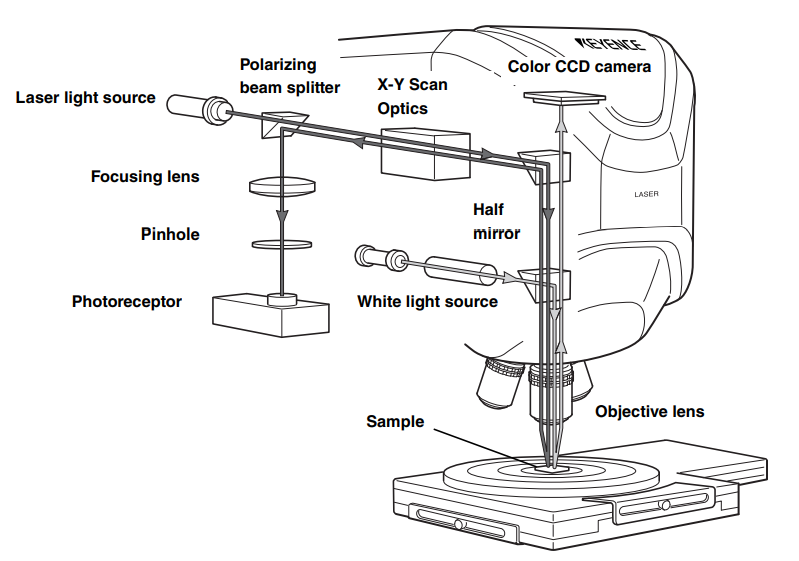 KEYENCE
Color CCD camera
Polarizing
beam splitter
X-Y Scan
Optics
Laser light source
Focusing lens
LASER
Half
mirror
Pinhole
Photoreceptor
White light source
Objective lens
Sample